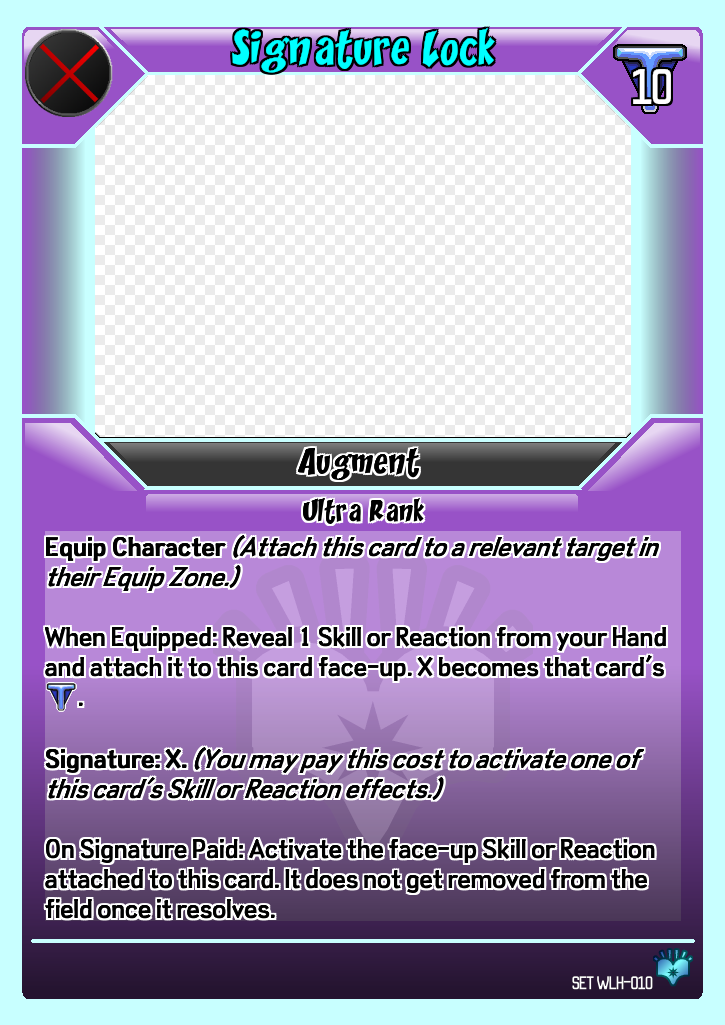 Signature Lock
10
Augment
Ultra Rank
Equip Character (Attach this card to a relevant target in
their Equip Zone.)
When Equipped: Reveal 1 Skill or Reaction from your Hand
and attach it to this card face-up. X becomes that card's
T.
Signature: X. (You may pay this cost to activate one of
this card's Skill or Reaction effects.)
On Signature Paid: Activate the face-up Skill or Reaction
attached to this card. It does not get removed from the
field once it resolves.
SET WLH-010